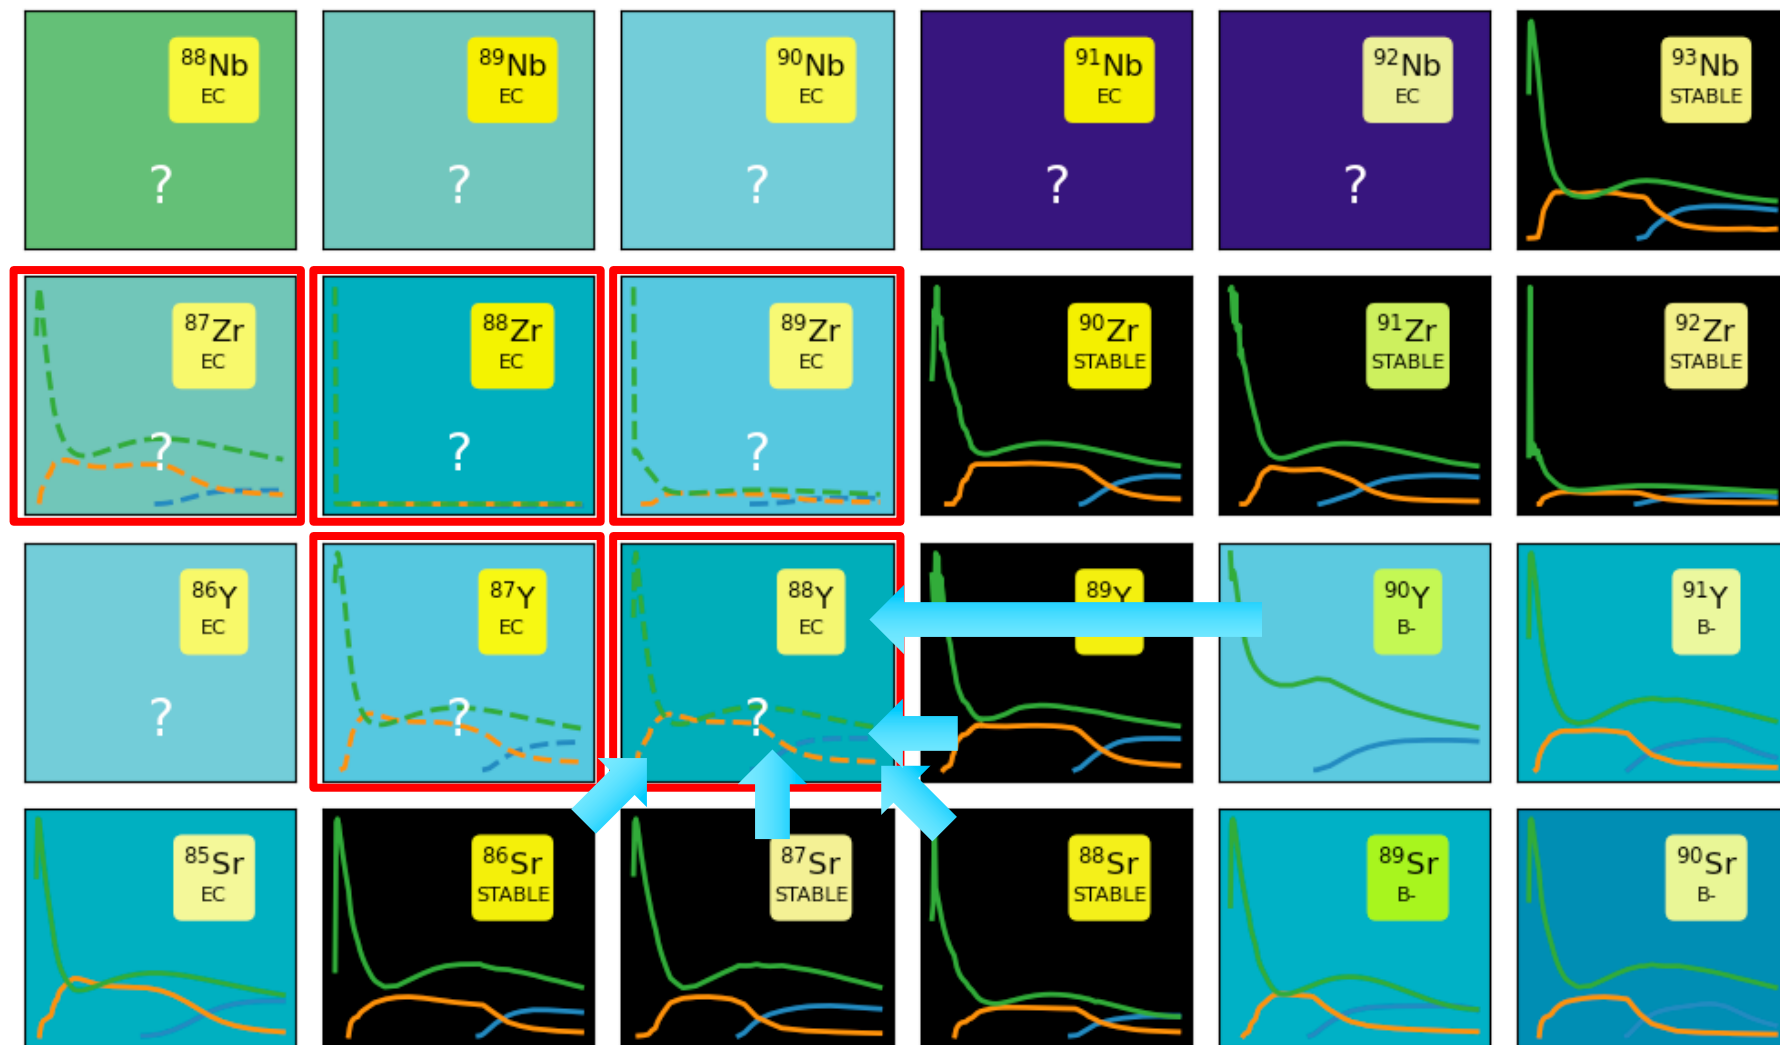 88Nb
EC
?
89Nb
EC
?
90Nb
EC
?
91Nb
EC
?
92Nb
EC
?
93Nb
STABLE
87Zr
EC
?
88Zr
EC
?
89Zr
EC
?
90Zr
STABLE
91Zr
STABLE
92Zr
STABLE
86Y
EC
?
87Y
EC
?
88Y
EC
?
89Y
90Y
B-
91Y
B-
85Sr
EC
86Sr
STABLE
87Sr
STABLE
88Sr
STABLE
89Sr
B-
90Sr
B-